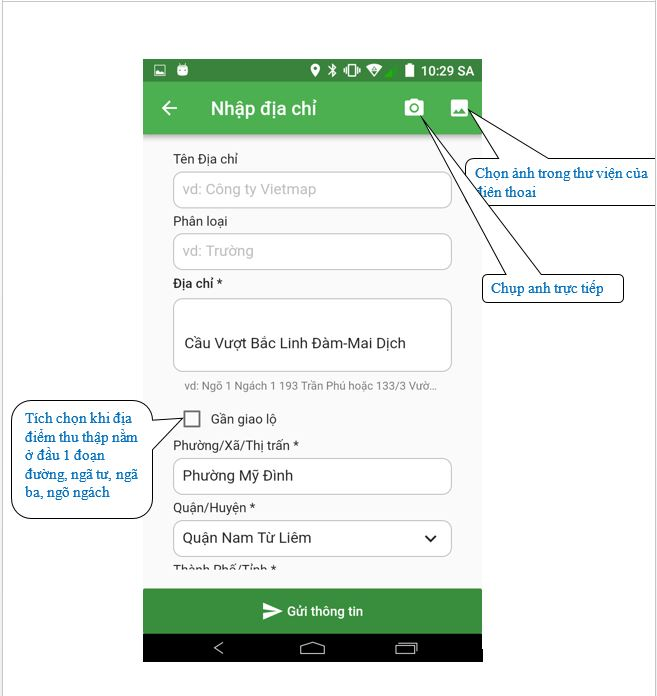 10:29 SA
Nhập địa chỉ
Tên Địa chỉ
vd: Công ty Vietmap
Chọn ảnh trong thư viện của
điên thoai
Phân loại
vd: Trường
Địa chỉ *
Chụp anh trực tiếp
Cầu Vượt Bắc Linh Đàm-Mai Dịch
vd: Ngõ 1 Ngách 1 193 Trần Phú hoặc 133/3 Vườ...
Tích chọn khi địa
điểm thu thập nằm
ở đầu 1 đoạn
đường, ngã tư, ngã
ba, ngõ ngách
Gần giao lộ
Phường/Xã/Thị trấn *
Phường Mỹ Đình
Quận/Huyện *
Quận Nam Từ Liêm
Thành Phố/Tỉnh *
Gửi thông tin